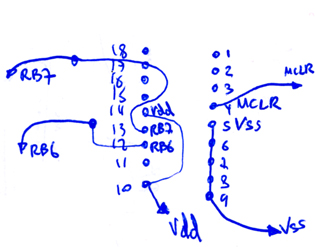 18 1
17 2 MCLR
RB7 16 3
15 4 MCLR
14 Vdd 5 VSS
13 RB7 6
RB6 12 RB6 7
11 8
10 9
Vdd VSS